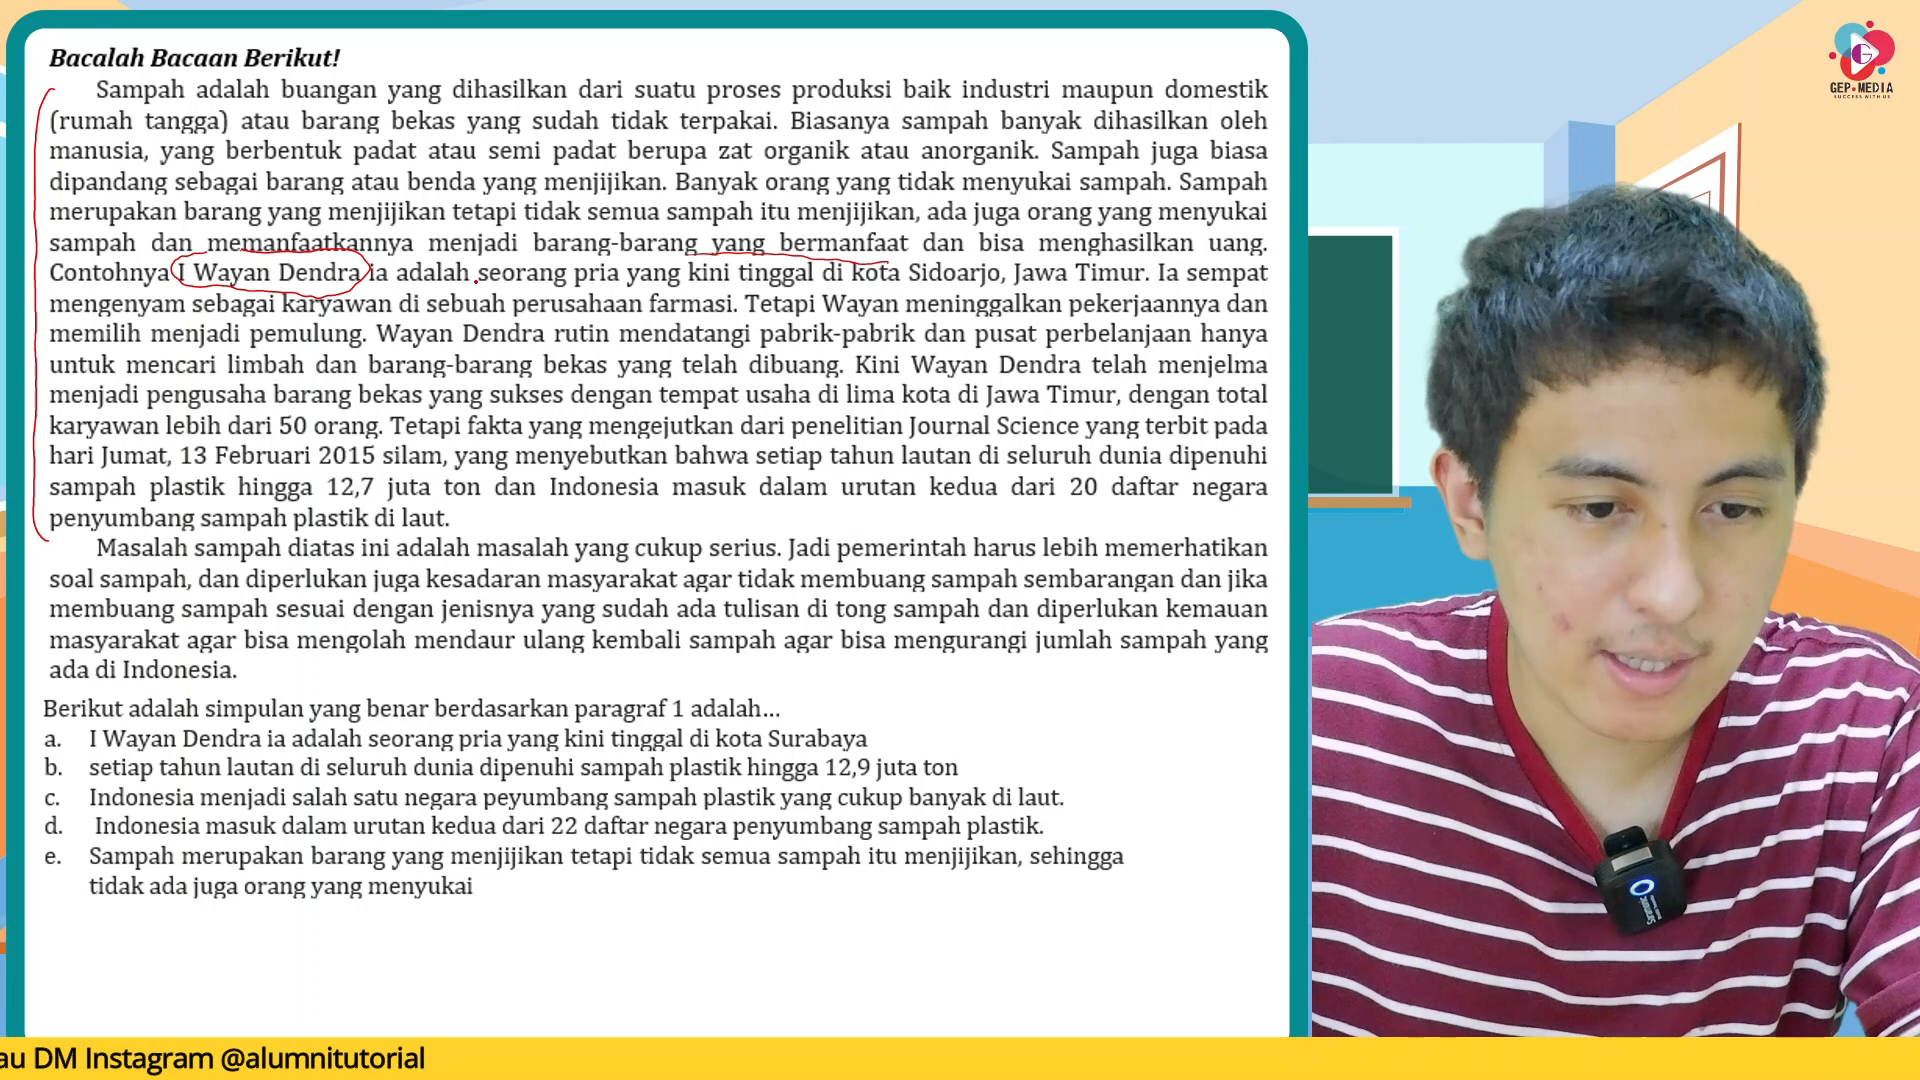 Bacalah Bacaan Berikut!
Sampah adalah buangan yang dihasilkan dari suatu proses produksi baik industri maupun domestik
(rumah tangga) atau barang bekas yang sudah tidak terpakai. Biasanya sampah banyak dihasilkan oleh
manusia, yang berbentuk padat atau semi padat berupa zat organik atau anorganik. Sampah juga biasa
dipandang sebagai barang atau benda yang menjijikan. Banyak orang yang tidak menyukai sampah. Sampah
merupakan barang yang menjijikan tetapi tidak semua sampah itu menjijikan, ada juga orang yang menyukai
sampah dan memanfaatkannya menjadi barang-barang yang bermanfaat dan bisa menghasilkan uang.
Contohnya I Wayan Dendra ia adalah seorang pria yang kini tinggal di kota Sidoarjo, Jawa Timur. Ia sempat
mengenyam sebagai karyawan di sebuah perusahaan farmasi. Tetapi Wayan meninggalkan pekerjaannya dan
memilih menjadi pemulung. Wayan Dendra rutin mendatangi pabrik-pabrik dan pusat perbelanjaan hanya
untuk mencari limbah dan barang-barang bekas yang telah dibuang. Kini Wayan Dendra telah menjelma
menjadi pengusaha barang bekas yang sukses dengan tempat usaha di lima kota di Jawa Timur, dengan total
karyawan lebih dari 50 orang. Tetapi fakta yang mengejutkan dari penelitian Journal Science yang terbit pada
hari Jumat, 13 Februari 2015 silam, yang menyebutkan bahwa setiap tahun lautan di seluruh dunia dipenuhi
sampah plastik hingga 12,7 juta ton dan Indonesia masuk dalam urutan kedua dari 20 daftar negara
penyumbang sampah plastik di laut.
Masalah sampah diatas ini adalah masalah yang cukup serius. Jadi pemerintah harus lebih memerhatikan
soal sampah, dan diperlukan juga kesadaran masyarakat agar tidak membuang sampah sembarangan dan jika
membuang sampah sesuai dengan jenisnya yang sudah ada tulisan di tong sampah dan diperlukan kemauan
masyarakat agar bisa mengolah mendaur ulang kembali sampah agar bisa mengurangi jumlah sampah yang
ada di Indonesia.
Berikut adalah simpulan yang benar berdasarkan paragraf 1 adalah...
a. I Wayan Dendra ia adalah seorang pria yang kini tinggal di kota Surabaya
b. setiap tahun lautan di seluruh dunia dipenuhi sampah plastik hingga 12,9 juta ton
c. Indonesia menjadi salah satu negara peyumbang sampah plastik yang cukup banyak di laut.
d. Indonesia masuk dalam urutan kedua dari 22 daftar negara penyumbang sampah plastik.
e. Sampah merupakan barang yang menjijikan tetapi tidak semua sampah itu menjijikan, sehingga
tidak ada juga orang yang menyukai
au DM Instagram @alumnitutorial
G
GEP MEDIA
SUCCESS WITH US
Saramonic